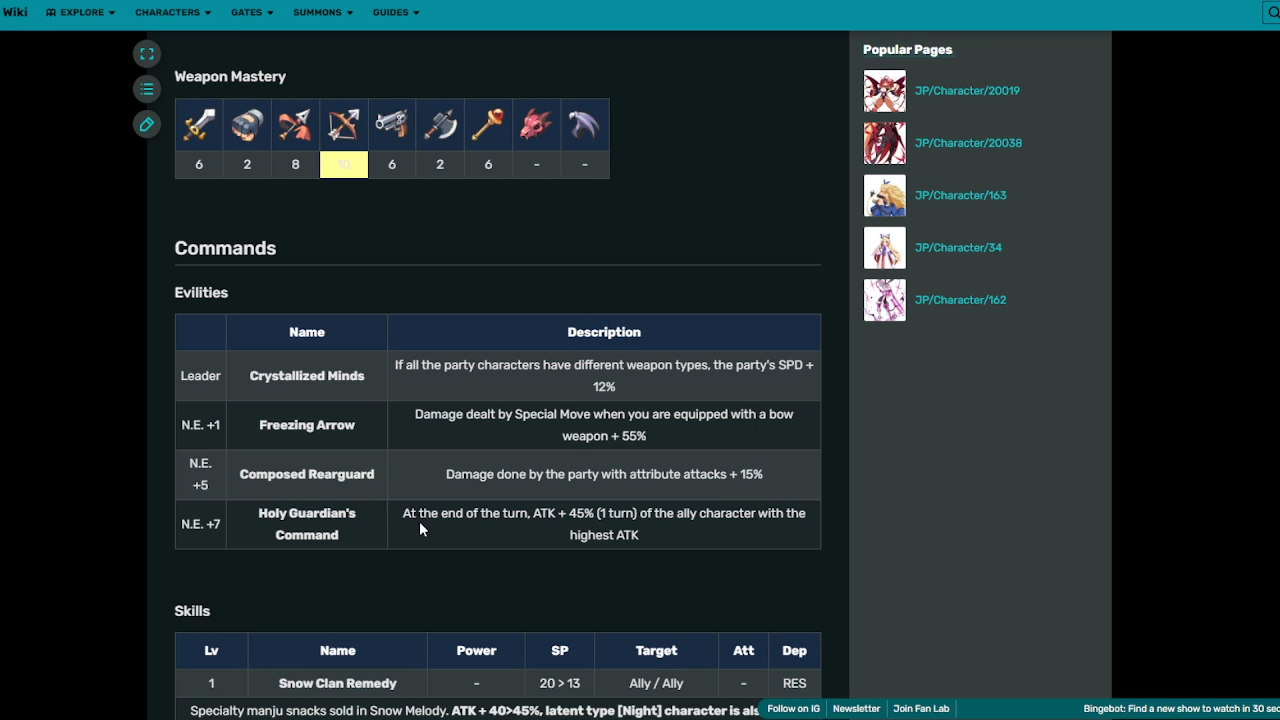 Wiki EXPLORE CHARACTERS GATES SUMMONS GUIDES
Weapon Mastery
6 2 8 10 6 2 6 - -
Commands
Evilities
Name Description
Leader Crystallized Minds If all the party characters have different weapon types, the party's SPD +
12%
N.E. +1 Freezing Arrow Damage dealt by Special Move when you are equipped with a bow
weapon + 55%
N.E.
+5 Composed Rearguard Damage done by the party with attribute attacks + 15%
N.E. +7 Holy Guardian's
Command At the end of the turn, ATK + 45% (1 turn) of the ally character with the
highest ATK
Skills
Lv Name Power SP Target Att Dep
1 Snow Clan Remedy - 20 > 13 Ally / Ally - RES
Specialty manju snacks sold in Snow Melody. ATK + 40>45%, latent type [Night] character is als
Popular Pages
JP/Character/20019
JP/Character/20038
JP/Character/163
JP/Character/34
JP/Character/162
Follow on IG Newsletter Join Fan Lab Bingebot: Find a new show to watch in 30 sec